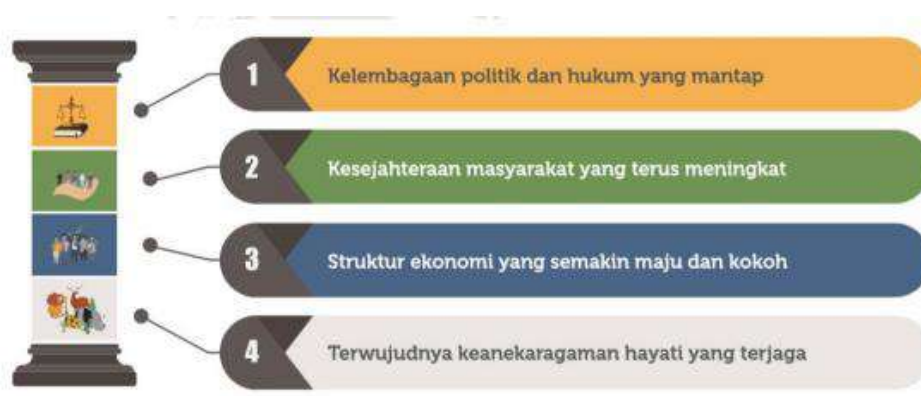 1
Kelembagaan politik dan hukum yang mantap
2
Kesejahteraan masyarakat yang terus meningkat
3
Struktur ekonomi yang semakin maju dan kokoh
4
Terwujudnya keanekaragaman hayati yang terjaga